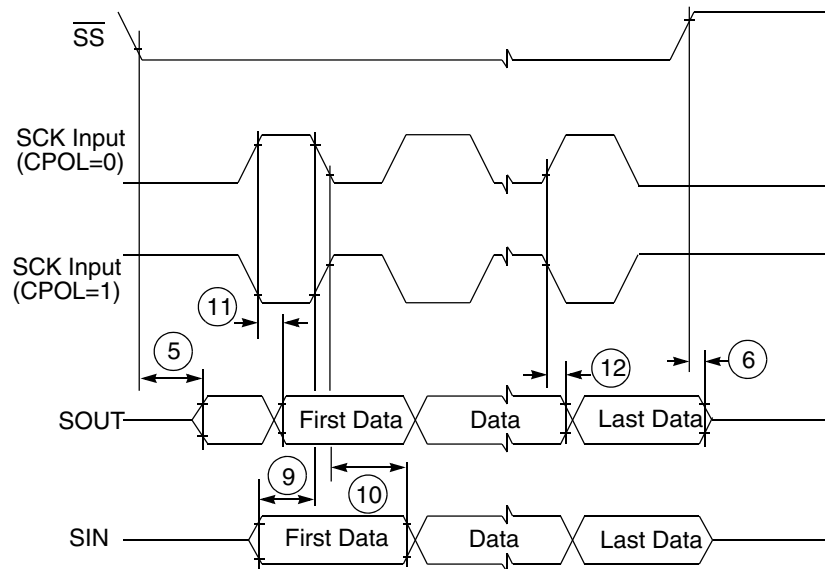 SS
SCK Input
(CPOL=0)
SCK Input
(CPOL=1)
11
5
12
6
SOUT
First Data
Data
Last Data
9
10
SIN
First Data
Data
Last Data